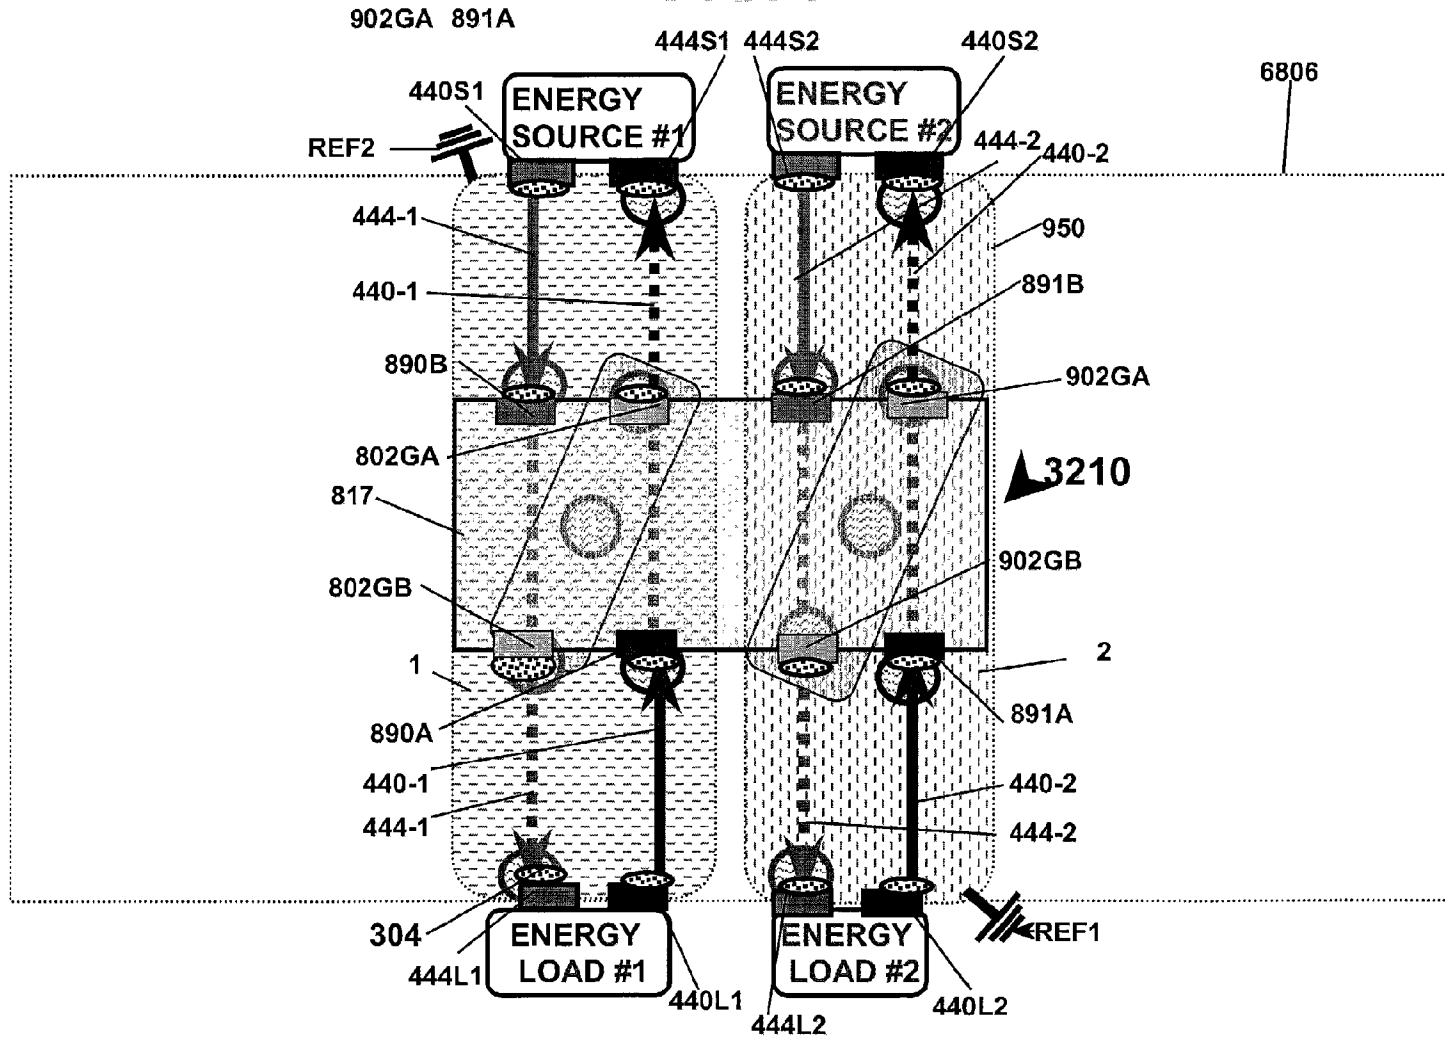 902GA 891A
444S1 444S2 440S2
6806
440S1
ENERGY
SOURCE #1
ENERGY
SOURCE #2
REF2
444-2
440-2
444-1
950
440-1
891B
890B
902GA
802GA
3210
817
802GB
902GB
1
2
890A
891A
440-1
440-2
444-1
444-2
304
ENERGY
LOAD #1
ENERGY
LOAD #2
REF1
444L1
440L1
440L2
444L2